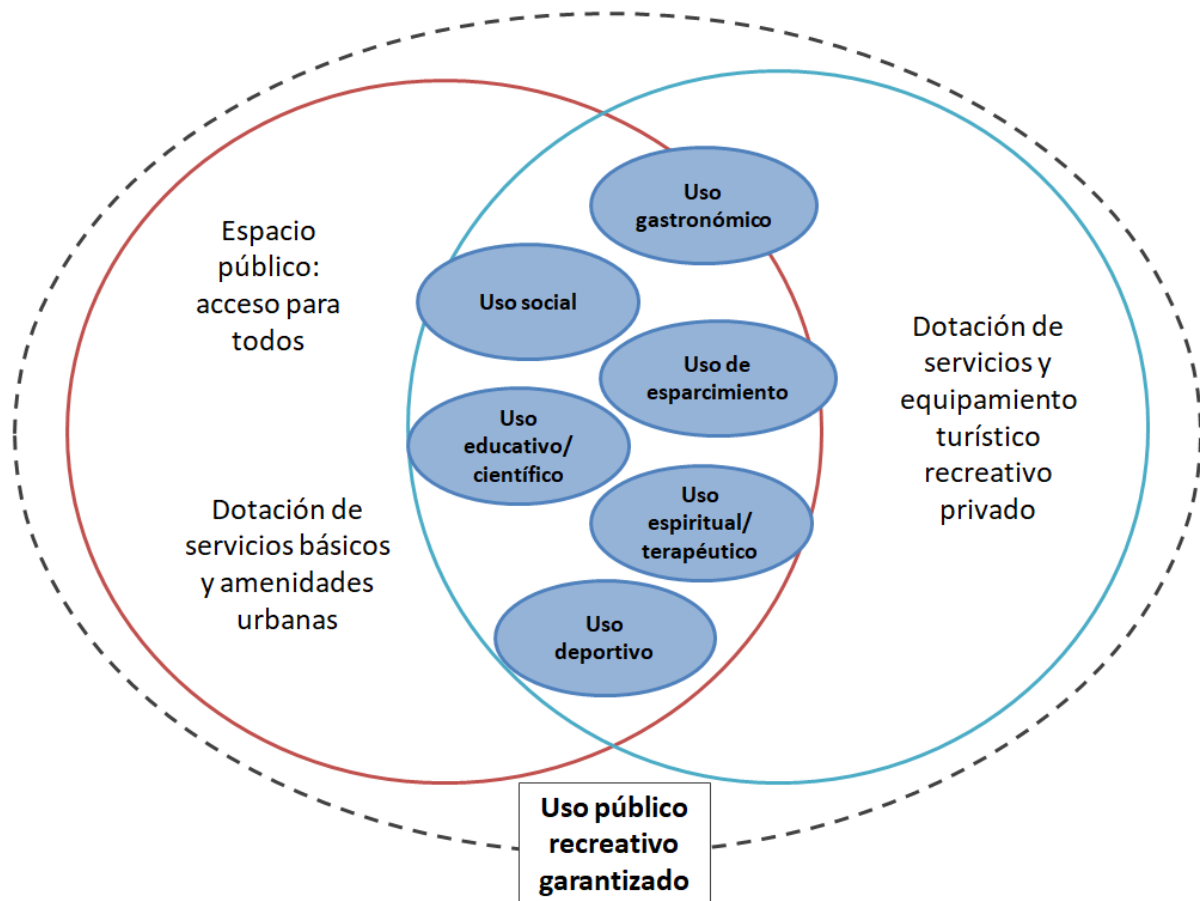 Espacio
público:
acceso para
todos
Dotación de
servicios básicos
y amenidades
urbanas
Uso
gastronómico
Uso social
Uso de
esparcimiento
Uso
educativo/
científico
Uso
espiritual/
terapéutico
Uso
deportivo
Dotación de
servicios y
equipamiento
turístico
recreativo
privado
Uso público
recreativo
garantizado